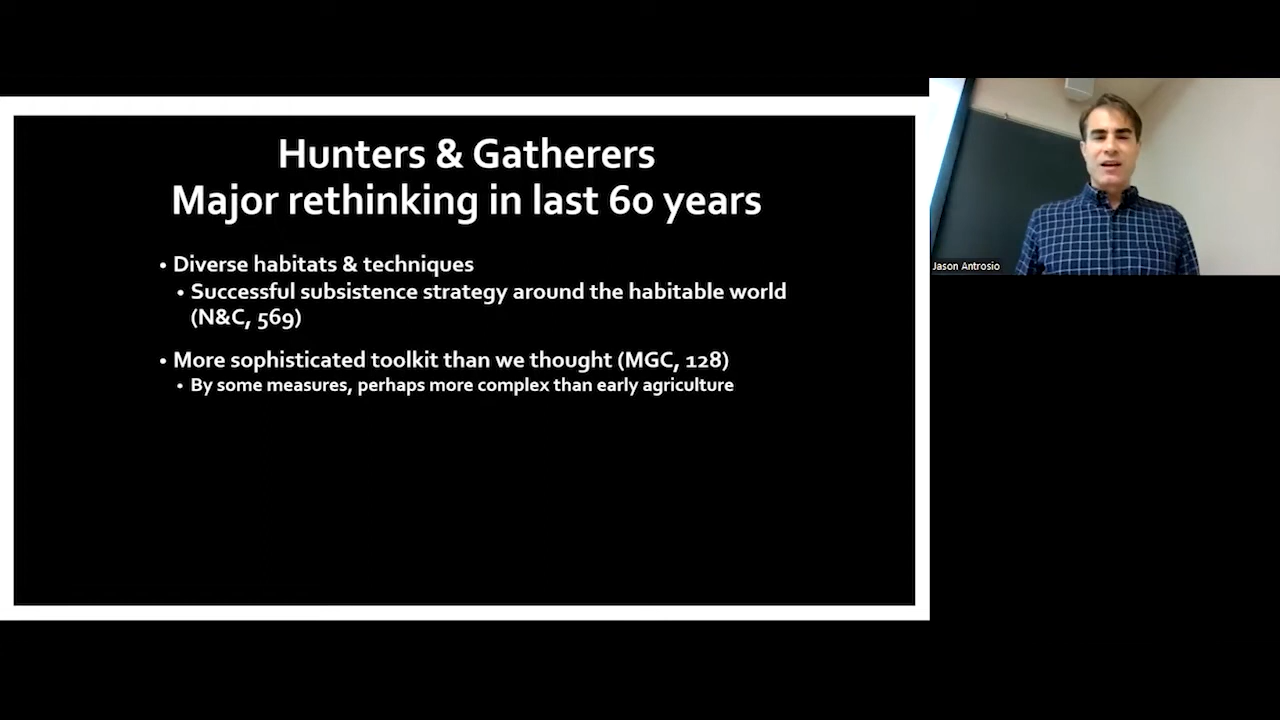 Hunters & Gatherers
Major rethinking in last 60 years
• Diverse habitats & techniques
• Successful subsistence strategy around the habitable world
(N&C, 569)
• More sophisticated toolkit than we thought (MGC, 128)
• By some measures, perhaps more complex than early agriculture
Jason Antrosio